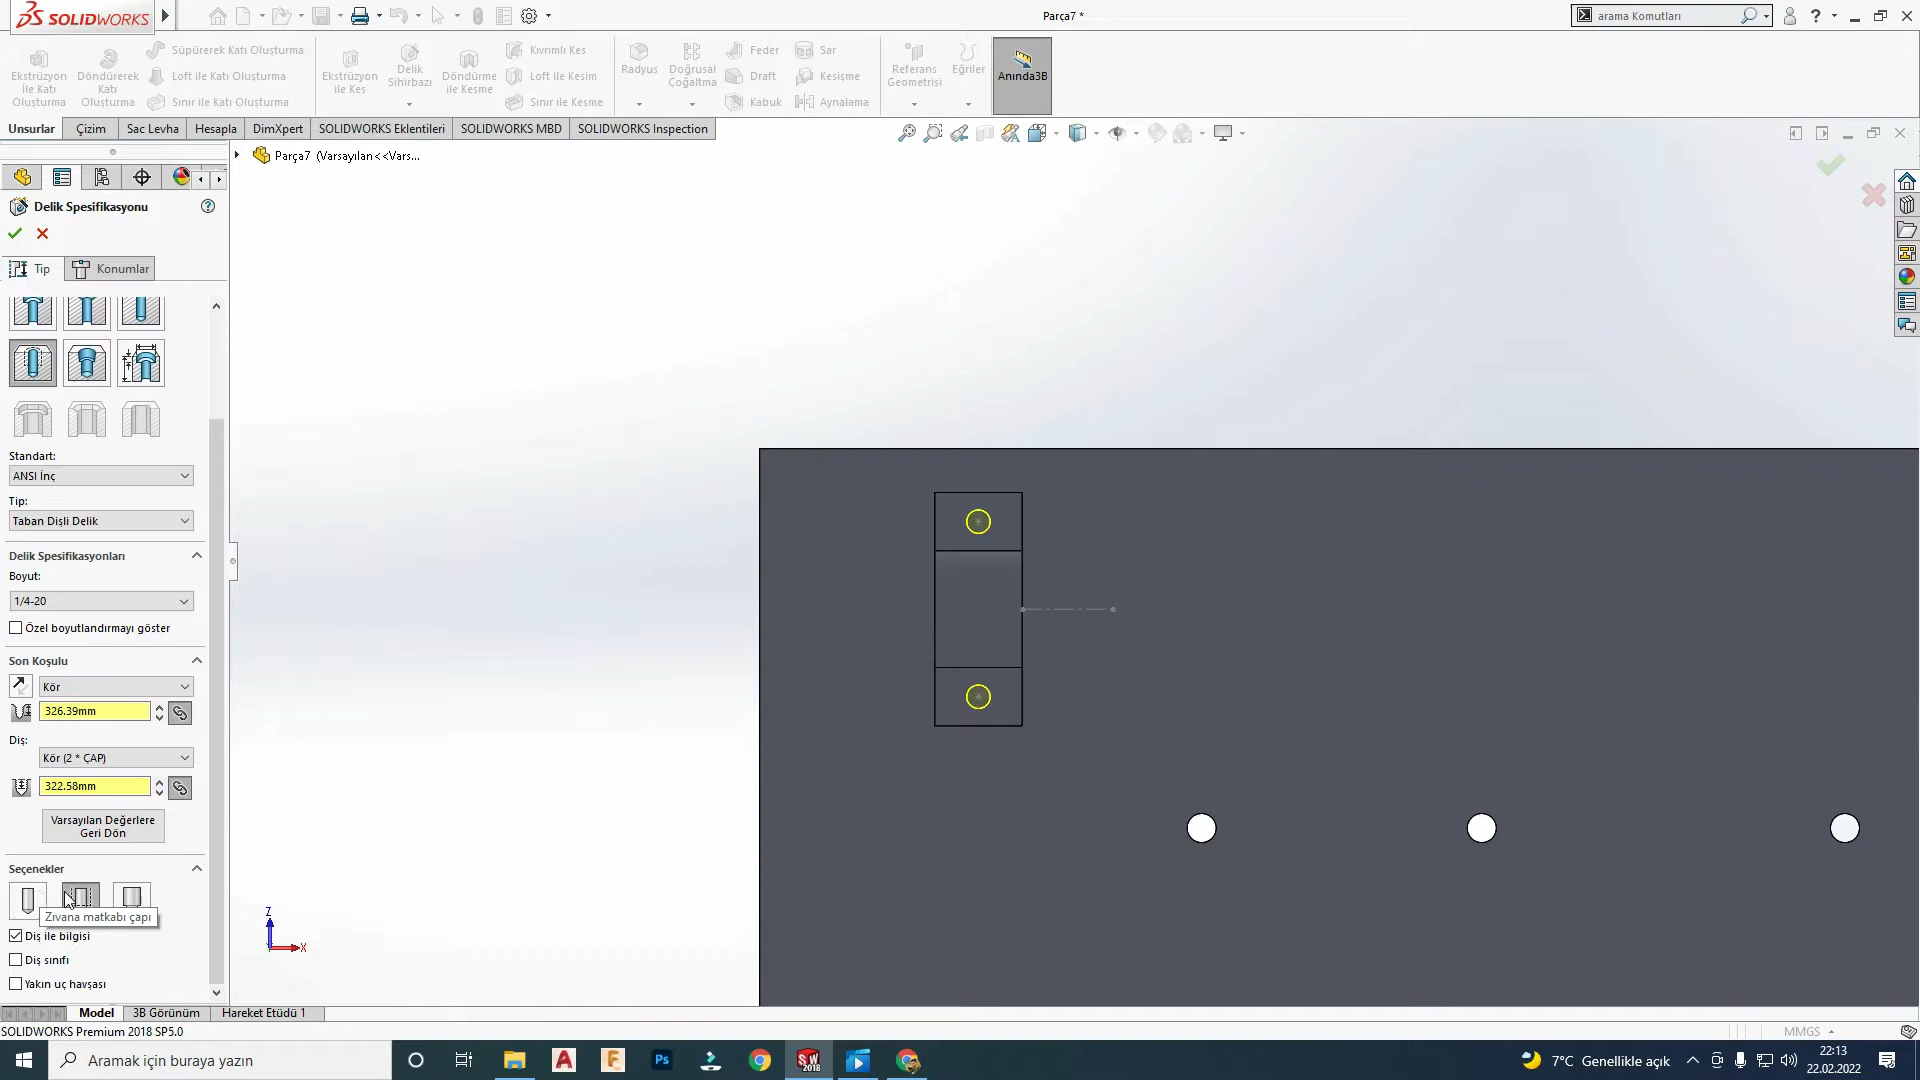 SOLIDWORKS
Parça7 *
arama Komutları
Ekstrüzyon İle Katı Oluşturma
Döndürerek Katı Oluşturma
Süpürerek Katı Oluşturma
Loft ile Katı Oluşturma
Sınır ile Katı Oluşturma
Ekstrüzyon ile Kes
Delik Sihirbazı
Döndürme ile Kesme
Kıvrımlı Kes
Loft ile Kesim
Sınır ile Kesme
Radyus
Doğrusal Çoğaltma
Feder
Draft
Kabuk
Sar
Kesişme
Aynalama
Referans Geometrisi
Eğriler
Anında3B
Unsurlar
Çizim
Sac Levha
Hesapla
DimXpert
SOLIDWORKS Eklentileri
SOLIDWORKS MBD
SOLIDWORKS Inspection
Parça7 (Varsayılan<<Vars...
Delik Spesifikasyonu
Tip
Konumlar
Standart:
ANSI İnç
Tip:
Taban Dişli Delik
Delik Spesifikasyonları
Boyut:
1/4-20
Özel boyutlandırmayı göster
Son Koşulu
Kör
326.39mm
Diş:
Kör (2 * ÇAP)
322.58mm
Varsayılan Değerlere
Geri Dön
Seçenekler
Zıvana matkabı çapı
Diş ile bilgisi
Diş sınıfı
Yakın uç havşası
Z
X
Model
3B Görünüm
Hareket Etüdü 1
SOLIDWORKS Premium 2018 SP5.0
MMGS
Aramak için buraya yazın
7°C Genellikle açık
22:13
22.02.2022